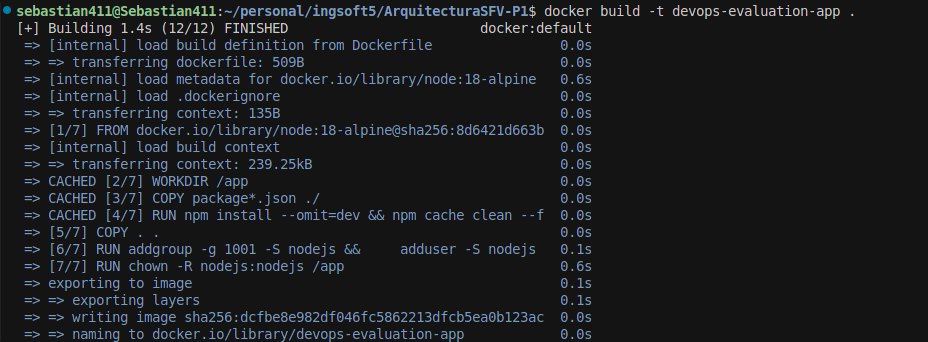 sebastian411@Sebastian411:~/personal/ingsoft5/ArquitecturaSFV-P1$ docker build -t devops-evaluation-app .
[+] Building 1.4s (12/12) FINISHED docker:default
=> [internal] load build definition from Dockerfile 0.0s
=> => transferring dockerfile: 509B 0.0s
=> [internal] load metadata for docker.io/library/node:18-alpine 0.6s
=> [internal] load .dockerignore 0.0s
=> => transferring context: 135B 0.0s
=> [1/7] FROM docker.io/library/node:18-alpine@sha256:8d6421d663b 0.0s
=> [internal] load build context 0.0s
=> => transferring context: 239.25kB 0.0s
=> CACHED [2/7] WORKDIR /app 0.0s
=> CACHED [3/7] COPY package*.json ./ 0.0s
=> CACHED [4/7] RUN npm install --omit=dev && npm cache clean --f 0.0s
=> [5/7] COPY . . 0.0s
=> [6/7] RUN addgroup -g 1001 -S nodejs &&     adduser -S nodejs 0.1s
=> [7/7] RUN chown -R nodejs:nodejs /app 0.6s
=> exporting to image 0.1s
=> => exporting layers 0.1s
=> => writing image sha256:dcfbe8e982df046fc5862213dfcb5ea0b123ac 0.0s
=> => naming to docker.io/library/devops-evaluation-app 0.0s